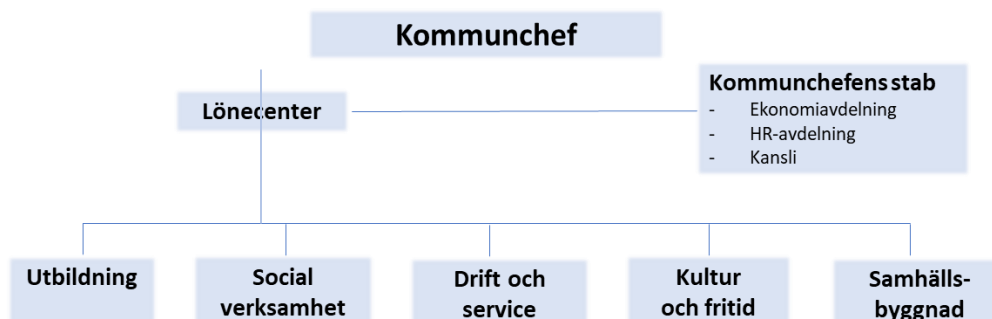 Kommunchef
Kommunchefens stab
- Ekonomiavdelning
- HR-avdelning
- Kansli
Lönecenter
Utbildning
Social
verksamhet
Drift och
service
Kultur
och fritid
Samhälls-
byggnad